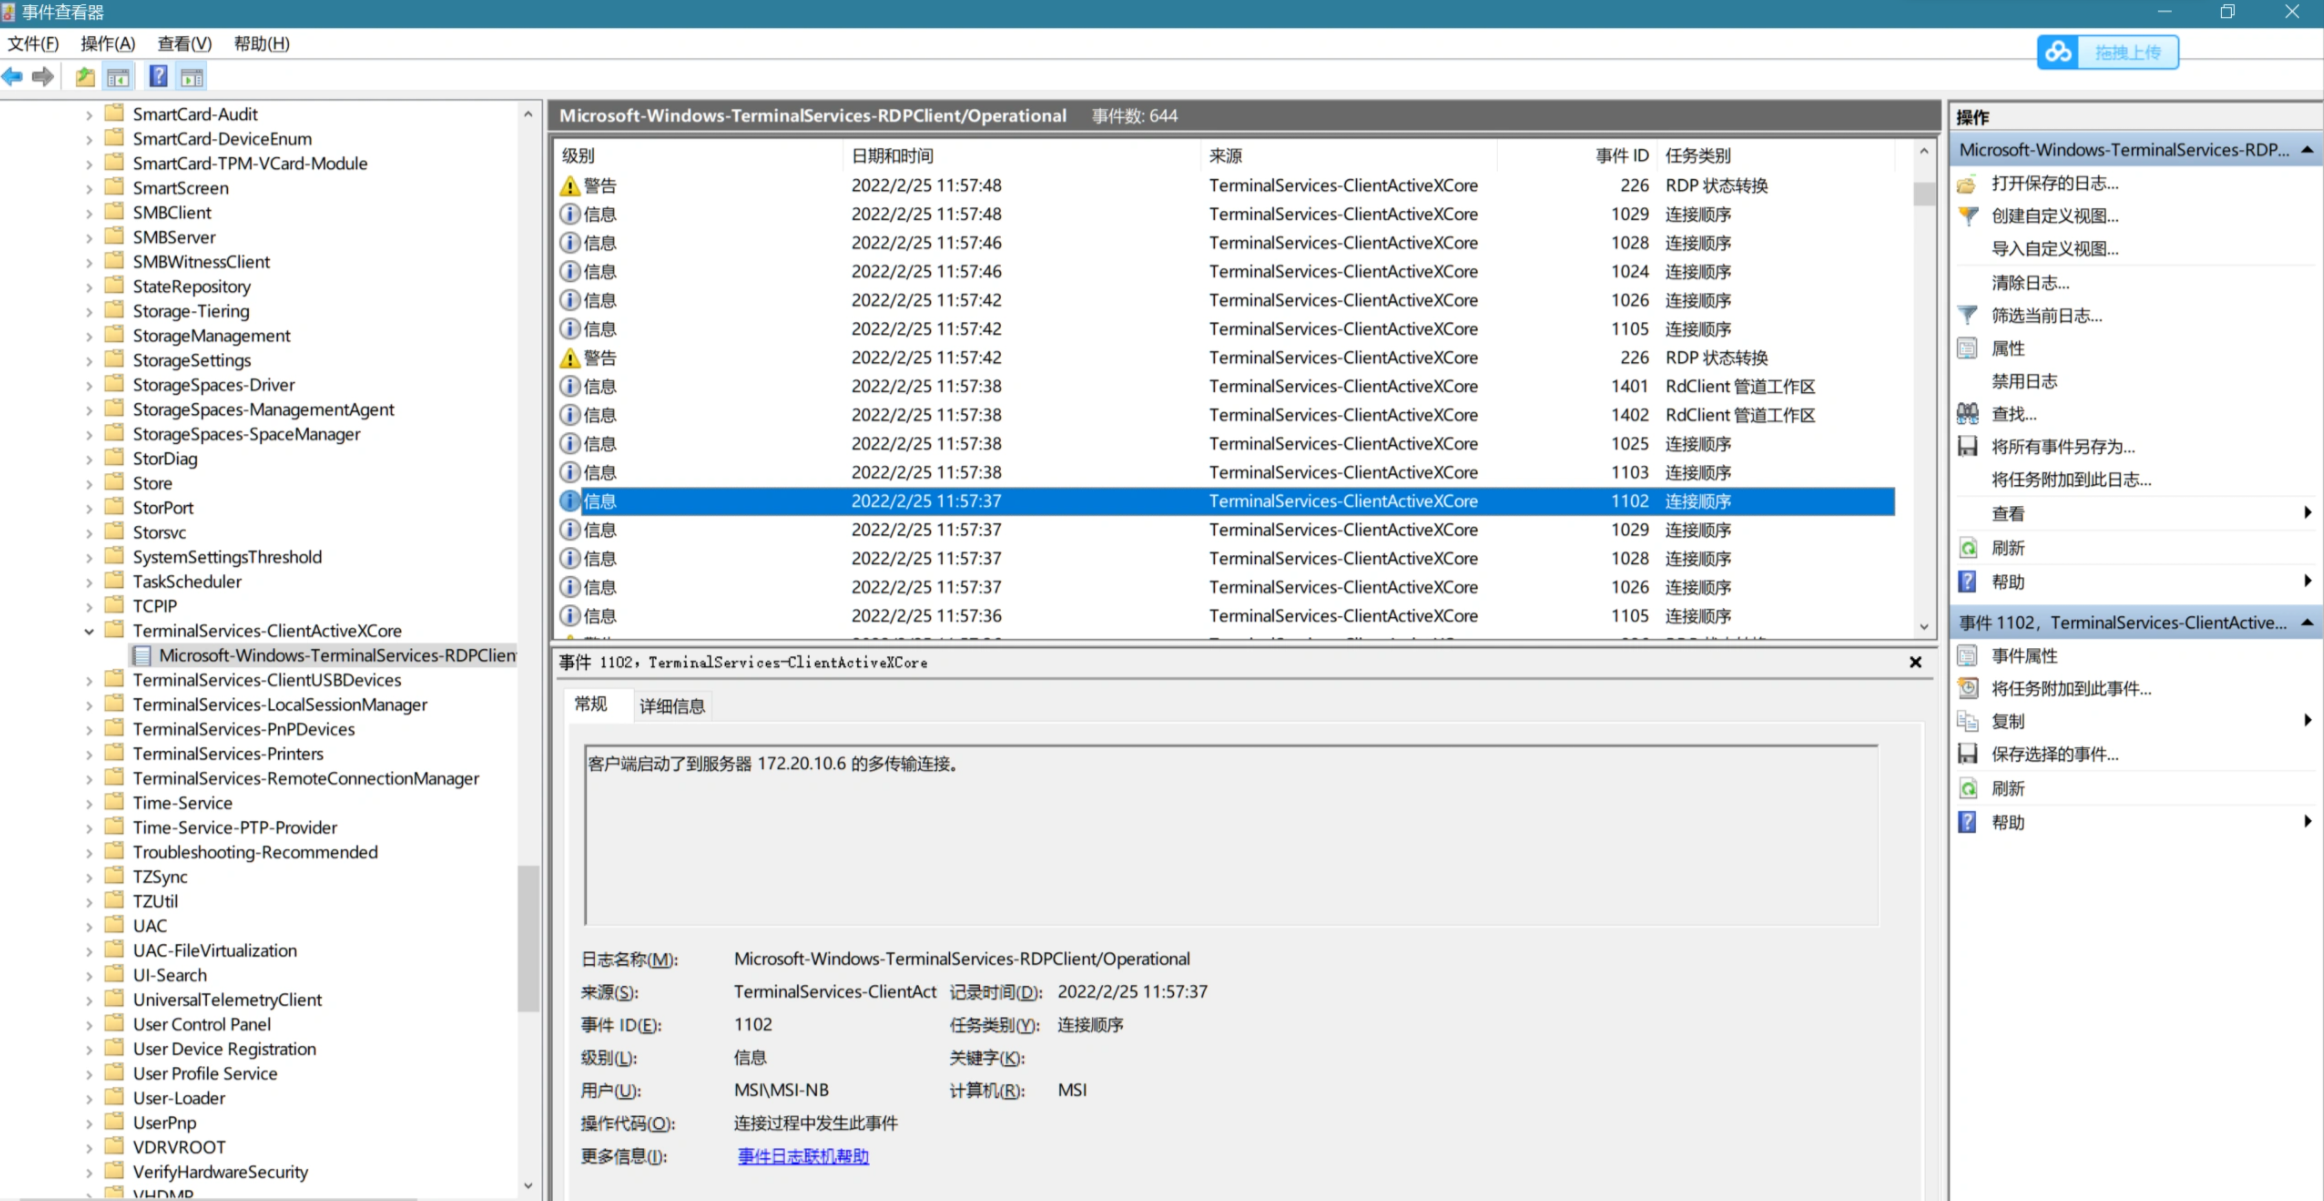 事件查看器
文件(F) 操作(A) 查看(V) 帮助(H)
拖拽上传
SmartCard-Audit
SmartCard-DeviceEnum
SmartCard-TPM-VCard-Module
SmartScreen
SMBClient
SMBServer
SMBWitnessClient
StateRepository
Storage-Tiering
StorageManagement
StorageSettings
StorageSpaces-Driver
StorageSpaces-ManagementAgent
StorageSpaces-SpaceManager
StorDiag
Store
StorPort
Storsvc
SystemSettingsThreshold
TaskScheduler
TCPIP
TerminalServices-ClientActiveXCore
Microsoft-Windows-TerminalServices-RDPClien
TerminalServices-ClientUSBDevices
TerminalServices-LocalSessionManager
TerminalServices-PnPDevices
TerminalServices-Printers
TerminalServices-RemoteConnectionManager
Time-Service
Time-Service-PTP-Provider
Troubleshooting-Recommended
TZSync
TZUtil
UAC
UAC-FileVirtualization
UI-Search
UniversalTelemetryClient
User Control Panel
User Device Registration
User Profile Service
User-Loader
UserPnp
VDRVROOT
VerifyHardwareSecurity
VHDMP
Microsoft-Windows-TerminalServices-RDPClient/Operational 事件数: 644
级别 日期和时间 来源 事件 ID 任务类别
警告 2022/2/25 11:57:48 TerminalServices-ClientActiveXCore 226 RDP 状态转换
信息 2022/2/25 11:57:48 TerminalServices-ClientActiveXCore 1029 连接顺序
信息 2022/2/25 11:57:46 TerminalServices-ClientActiveXCore 1028 连接顺序
信息 2022/2/25 11:57:46 TerminalServices-ClientActiveXCore 1024 连接顺序
信息 2022/2/25 11:57:42 TerminalServices-ClientActiveXCore 1026 连接顺序
信息 2022/2/25 11:57:42 TerminalServices-ClientActiveXCore 1105 连接顺序
警告 2022/2/25 11:57:42 TerminalServices-ClientActiveXCore 226 RDP 状态转换
信息 2022/2/25 11:57:38 TerminalServices-ClientActiveXCore 1401 RdClient 管道工作区
信息 2022/2/25 11:57:38 TerminalServices-ClientActiveXCore 1402 RdClient 管道工作区
信息 2022/2/25 11:57:38 TerminalServices-ClientActiveXCore 1025 连接顺序
信息 2022/2/25 11:57:38 TerminalServices-ClientActiveXCore 1103 连接顺序
信息 2022/2/25 11:57:37 TerminalServices-ClientActiveXCore 1102 连接顺序
信息 2022/2/25 11:57:37 TerminalServices-ClientActiveXCore 1029 连接顺序
信息 2022/2/25 11:57:37 TerminalServices-ClientActiveXCore 1028 连接顺序
信息 2022/2/25 11:57:37 TerminalServices-ClientActiveXCore 1026 连接顺序
信息 2022/2/25 11:57:36 TerminalServices-ClientActiveXCore 1105 连接顺序
事件 1102，TerminalServices-ClientActiveXCore
常规 详细信息
客户端启动了到服务器 172.20.10.6 的多传输连接。
日志名称(M): Microsoft-Windows-TerminalServices-RDPClient/Operational
来源(S): TerminalServices-ClientAct 记录时间(D): 2022/2/25 11:57:37
事件 ID(E): 1102 任务类别(Y): 连接顺序
级别(L): 信息 关键字(K):
用户(U): MSI\MSI-NB 计算机(R): MSI
操作代码(O): 连接过程中发生此事件
更多信息(I): 事件日志联机帮助
操作
Microsoft-Windows-TerminalServices-RDP...
打开保存的日志...
创建自定义视图...
导入自定义视图...
清除日志...
筛选当前日志...
属性
禁用日志
查找...
将所有事件另存为...
将任务附加到此日志...
查看
刷新
帮助
事件 1102，TerminalServices-ClientActive...
事件属性
将任务附加到此事件...
复制
保存选择的事件...
刷新
帮助